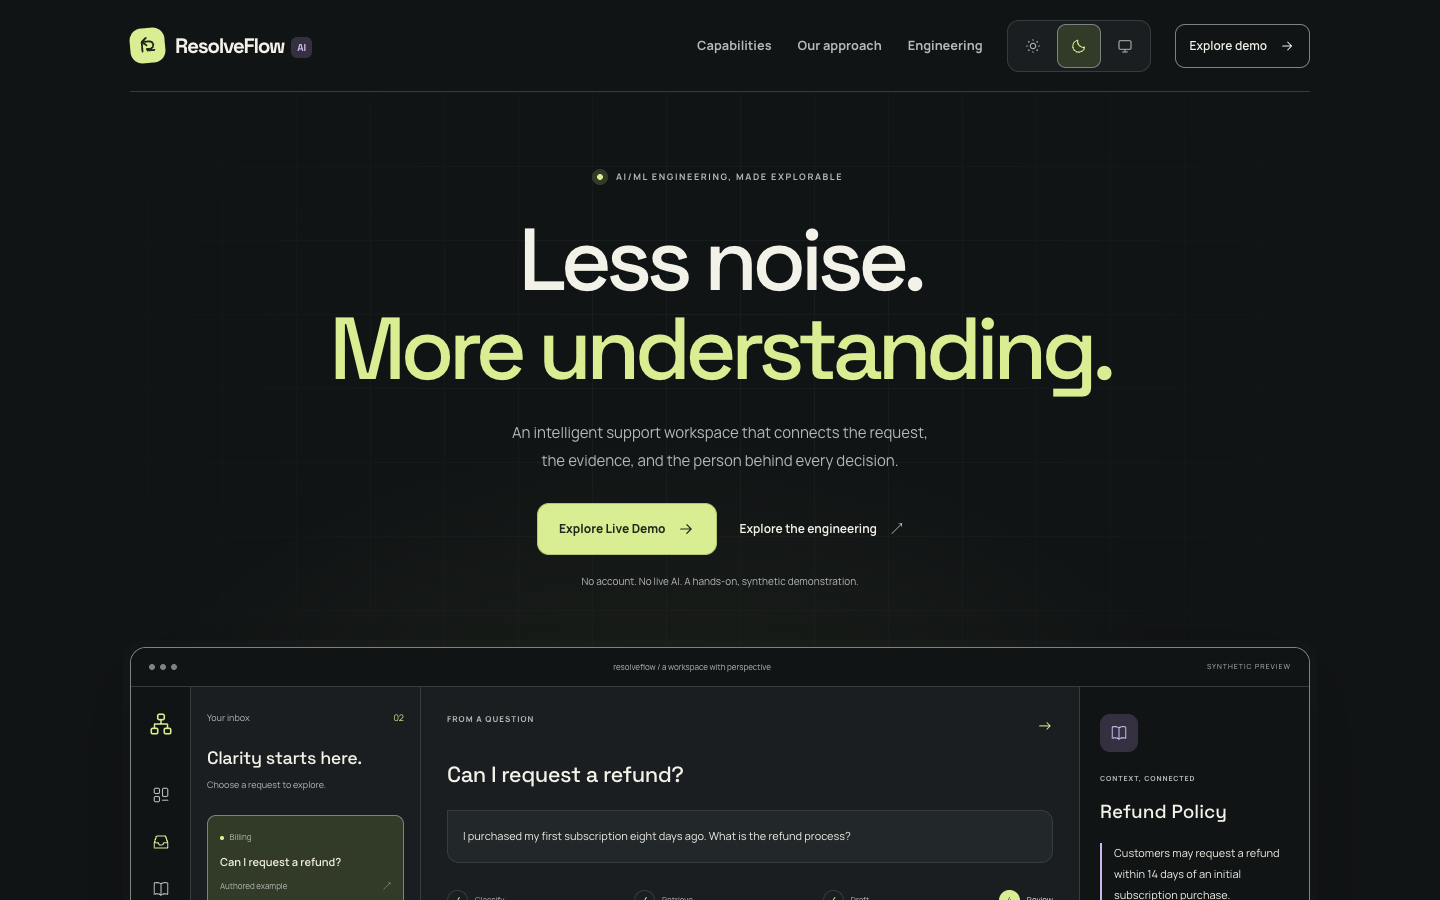 ResolveFlow AI
Capabilities
Our approach
Engineering
Explore demo
AI/ML ENGINEERING, MADE EXPLORABLE
Less noise.
More understanding.
An intelligent support workspace that connects the request,
the evidence, and the person behind every decision.
Explore Live Demo
Explore the engineering
No account. No live AI. A hands-on, synthetic demonstration.
resolveflow / a workspace with perspective
SYNTHETIC PREVIEW
Your inbox
02
Clarity starts here.
Choose a request to explore.
Billing
Can I request a refund?
Authored example
FROM A QUESTION
Can I request a refund?
I purchased my first subscription eight days ago. What is the refund process?
Classify
Retrieve
Draft
Review
CONTEXT, CONNECTED
Refund Policy
Customers may request a refund
within 14 days of an initial
subscription purchase.